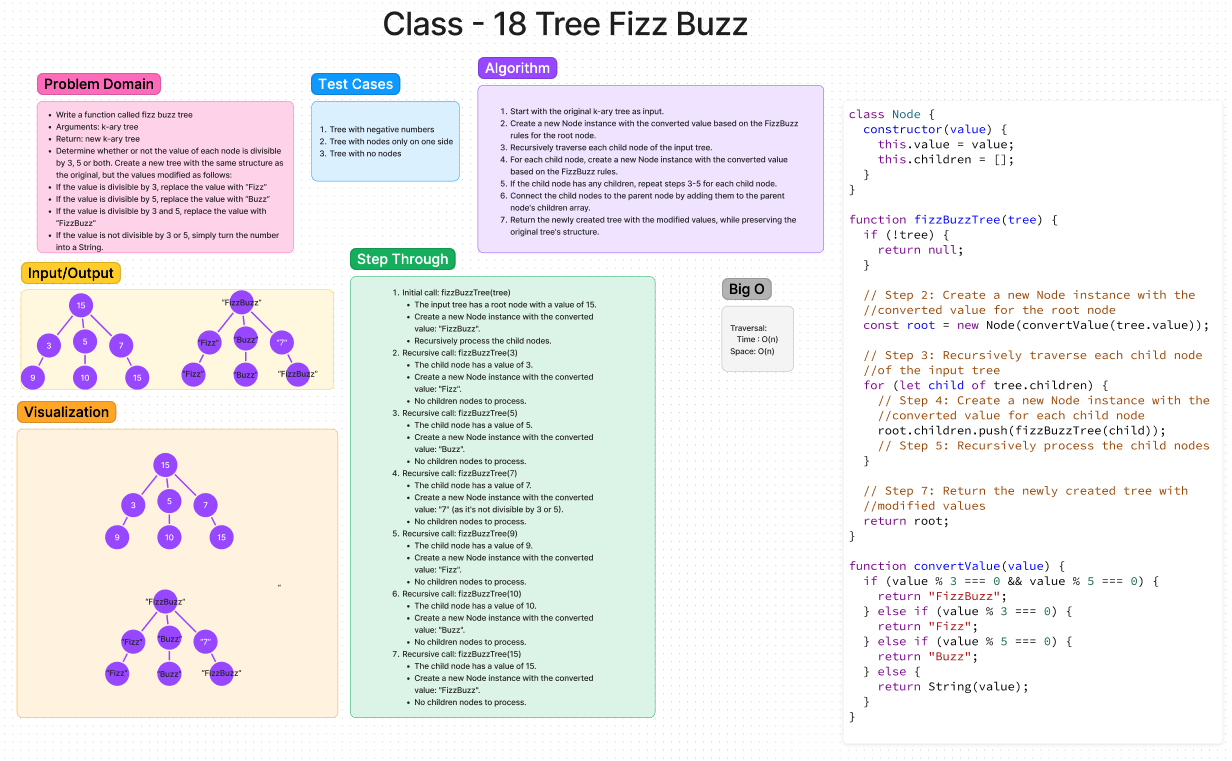 Class - 18 Tree Fizz Buzz
Problem Domain
• Write a function called fizz buzz tree
• Arguments: k-ary tree
• Return: new k-ary tree
• Determine whether or not the value of each node is divisible
by 3, 5 or both. Create a new tree with the same structure as
the original, but the values modified as follows:
• If the value is divisible by 3, replace the value with "Fizz"
• If the value is divisible by 5, replace the value with "Buzz"
• If the value is divisible by 3 and 5, replace the value with
"FizzBuzz"
• If the value is not divisible by 3 or 5, simply turn the number
into a String.
Test Cases
1. Tree with negative numbers
2. Tree with nodes only on one side
3. Tree with no nodes
Algorithm
1. Start with the original k-ary tree as input.
2. Create a new Node instance with the converted value based on the FizzBuzz
rules for the root node.
3. Recursively traverse each child node of the input tree.
4. For each child node, create a new Node instance with the converted value
based on the FizzBuzz rules.
5. If the child node has any children, repeat steps 3-5 for each child node.
6. Connect the child nodes to the parent node by adding them to the parent
node's children array.
7. Return the newly created tree with the modified values, while preserving the
original tree's structure.
Input/Output
15
3 5 7
9 10 15
"FizzBuzz"
"Fizz" "Buzz" "7"
"Fizz" "Buzz" "FizzBuzz"
Visualization
15
3 5 7
9 10 15
"
"FizzBuzz"
"Fizz" "Buzz" "7"
"Fizz" "Buzz" "FizzBuzz"
Step Through
1. Initial call: fizzBuzzTree(tree)
• The input tree has a root node with a value of 15.
• Create a new Node instance with the converted
value: "FizzBuzz".
• Recursively process the child nodes.
2. Recursive call: fizzBuzzTree(3)
• The child node has a value of 3.
• Create a new Node instance with the converted
value: "Fizz".
• No children nodes to process.
3. Recursive call: fizzBuzzTree(5)
• The child node has a value of 5.
• Create a new Node instance with the converted
value: "Buzz".
• No children nodes to process.
4. Recursive call: fizzBuzzTree(7)
• The child node has a value of 7.
• Create a new Node instance with the converted
value: "7" (as it's not divisible by 3 or 5).
• No children nodes to process.
5. Recursive call: fizzBuzzTree(9)
• The child node has a value of 9.
• Create a new Node instance with the converted
value: "Fizz".
• No children nodes to process.
6. Recursive call: fizzBuzzTree(10)
• The child node has a value of 10.
• Create a new Node instance with the converted
value: "Buzz".
• No children nodes to process.
7. Recursive call: fizzBuzzTree(15)
• The child node has a value of 15.
• Create a new Node instance with the converted
value: "FizzBuzz".
• No children nodes to process.
Big O
Traversal:
Time : O(n)
Space: O(n)
class Node {
constructor(value) {
this.value = value;
this.children = [];
}
}
function fizzBuzzTree(tree) {
if (!tree) {
return null;
}
// Step 2: Create a new Node instance with the
//converted value for the root node
const root = new Node(convertValue(tree.value));
// Step 3: Recursively traverse each child node
//of the input tree
for (let child of tree.children) {
// Step 4: Create a new Node instance with the
//converted value for each child node
root.children.push(fizzBuzzTree(child));
// Step 5: Recursively process the child nodes
}
// Step 7: Return the newly created tree with
//modified values
return root;
}
function convertValue(value) {
if (value % 3 === 0 && value % 5 === 0) {
return "FizzBuzz";
} else if (value % 3 === 0) {
return "Fizz";
} else if (value % 5 === 0) {
return "Buzz";
} else {
return String(value);
}
}